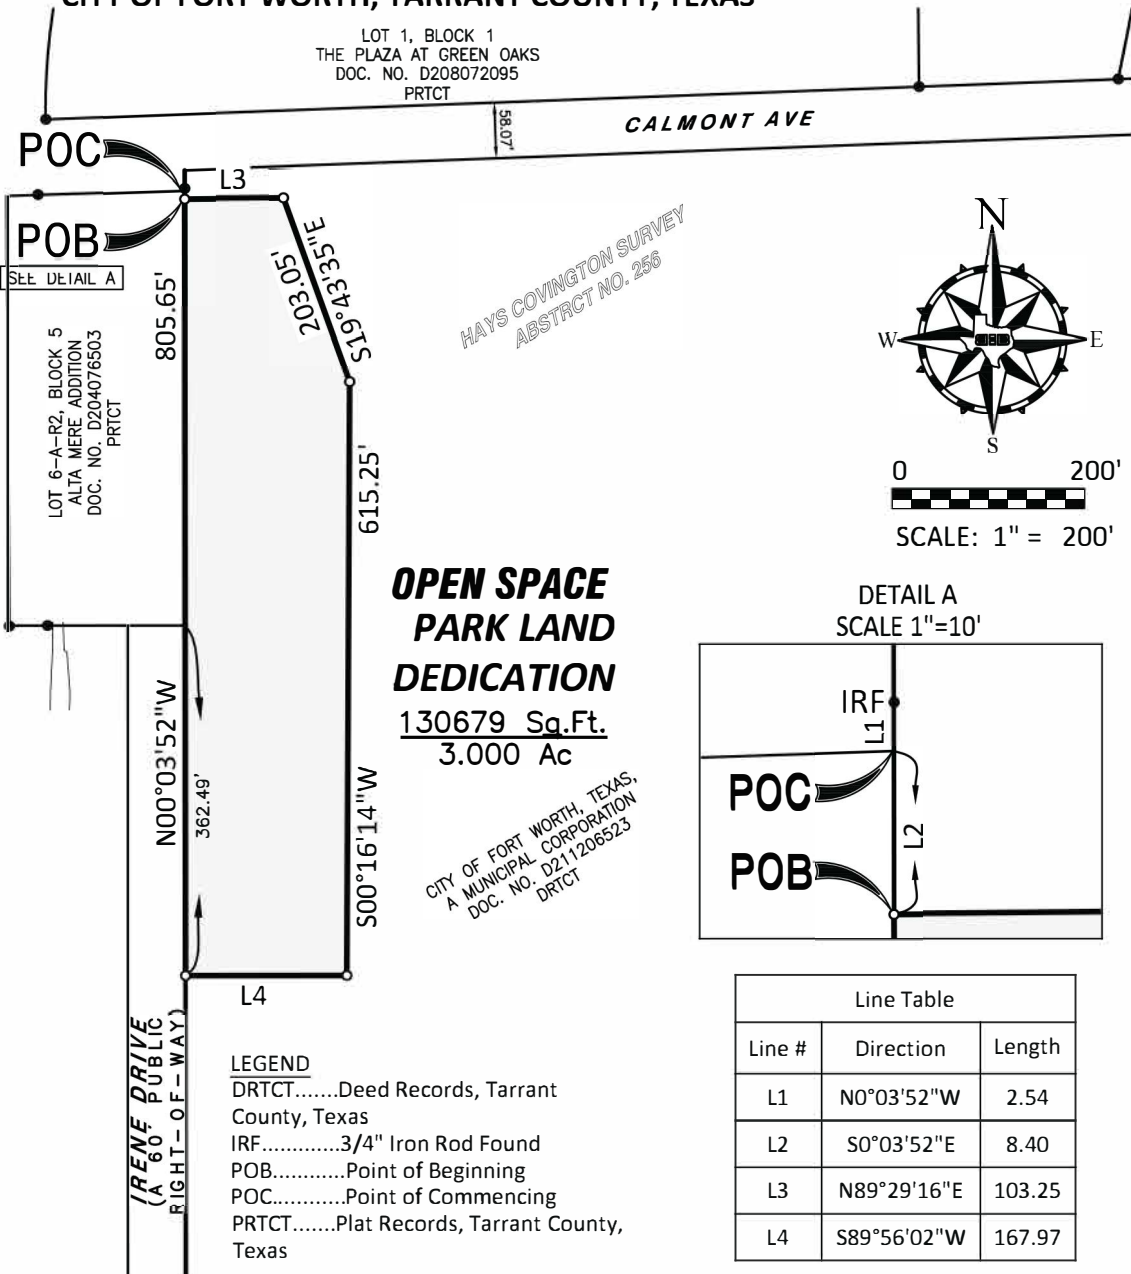 CITY OF FORT WORTH, TARRANT COUNTY, TEXAS
LOT 1, BLOCK 1
THE PLAZA AT GREEN OAKS
DOC. NO. D208072095
PRTCT
58.07'
CALMONT AVE
POC
L3
POB
SEE DETAIL A
805.65'
203.05'
S19°43'35"E
HAYS COVINGTON SURVEY
ABSTRCT NO. 256
N
W
E
S
0 200'
SCALE: 1" = 200'
LOT 6-A-R2, BLOCK 5
ALTA MERE ADDITION
DOC. NO. D204076503
PRTCT
615.25'
OPEN SPACE
PARK LAND
DEDICATION
130679 Sq.Ft.
3.000 Ac
N00°03'52"W
362.49'
S00°16'14"W
CITY OF FORT WORTH, TEXAS,
A MUNICIPAL CORPORATION
DOC. NO. D211206523
DRTCT
L4
IRENE DRIVE
(A 60' PUBLIC
RIGHT-OF-WAY)
DETAIL A
SCALE 1"=10'
IRF
L1
POC
L2
POB
LEGEND
DRTCT.......Deed Records, Tarrant
County, Texas
IRF............3/4" Iron Rod Found
POB...........Point of Beginning
POC...........Point of Commencing
PRTCT.......Plat Records, Tarrant County,
Texas
Line Table
Line # Direction Length
L1 N0°03'52"W 2.54
L2 S0°03'52"E 8.40
L3 N89°29'16"E 103.25
L4 S89°56'02"W 167.97